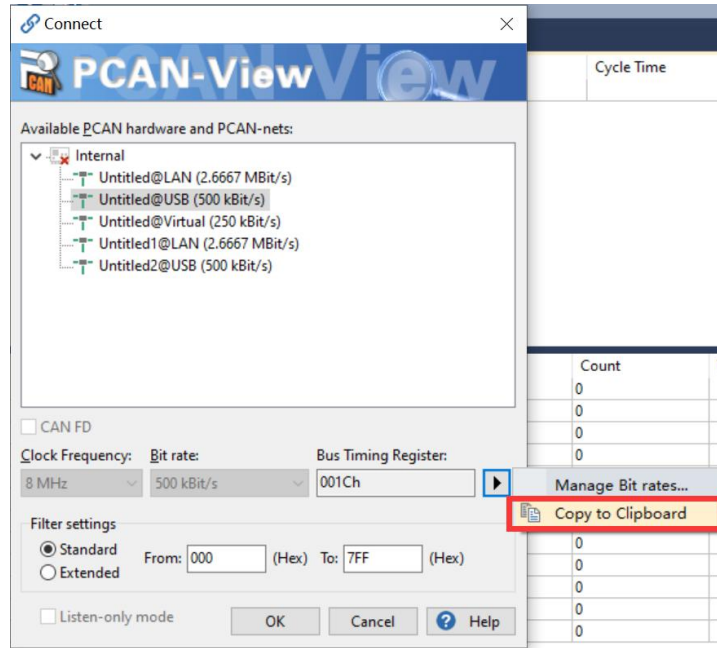 Connect
PCAN-View
Cycle Time
Available PCAN hardware and PCAN-nets:
Internal
Untitled@LAN (2.6667 MBit/s)
Untitled@USB (500 kBit/s)
Untitled@Virtual (250 kBit/s)
Untitled1@LAN (2.6667 MBit/s)
Untitled2@USB (500 kBit/s)
Count
0
0
0
0
CAN FD
Clock Frequency: Bit rate: Bus Timing Register:
8 MHz 500 kBit/s 001Ch
Manage Bit rates...
Copy to Clipboard
Filter settings
Standard
Extended
From: 000 (Hex) To: 7FF (Hex)
0
0
0
0
0
Listen-only mode OK Cancel Help